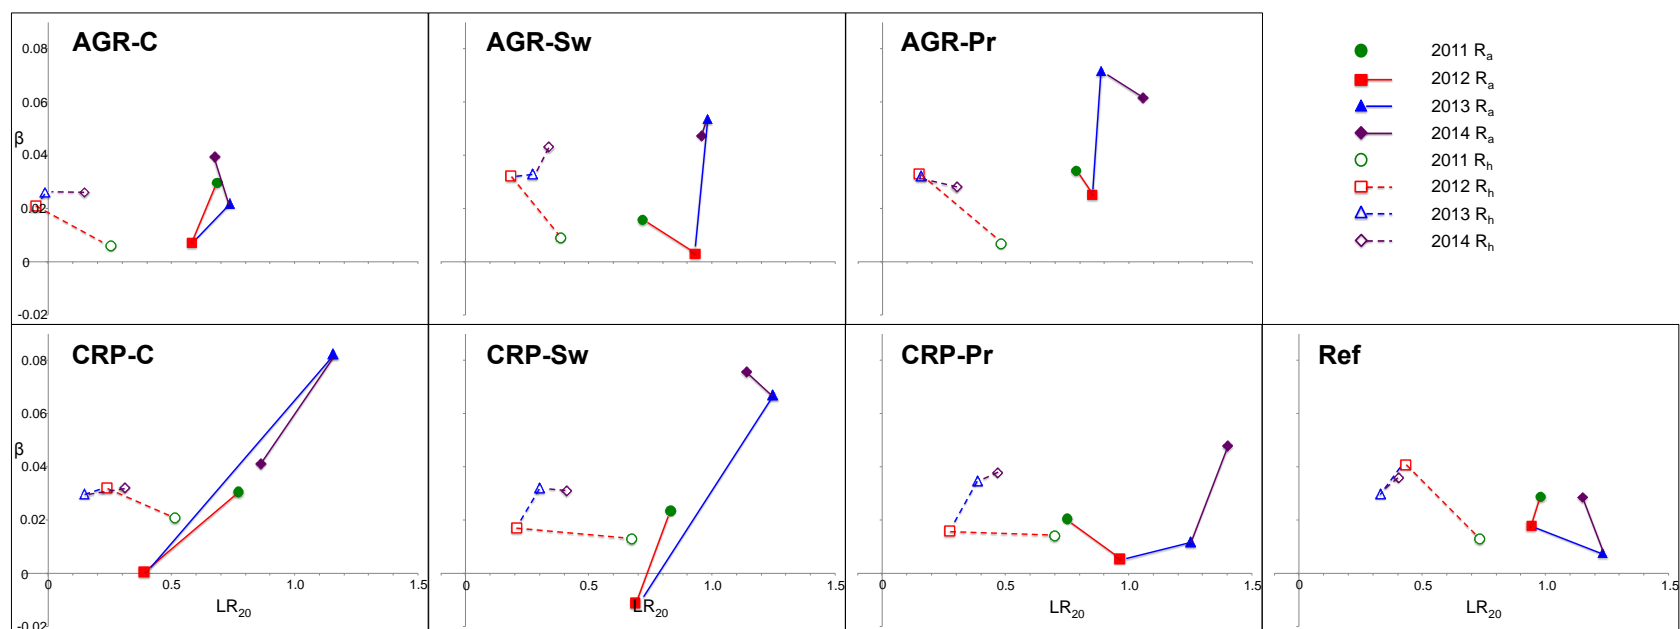 AGR-C
AGR-Sw
AGR-Pr
0.08
0.06
β
0.04
0.02
0
-0.02
2011 Rₐ
2012 Rₐ
2013 Rₐ
2014 Rₐ
2011 Rₕ
2012 Rₕ
2013 Rₕ
2014 Rₕ
CRP-C
CRP-Sw
CRP-Pr
Ref
0.08
0.06
β
0.04
0.02
0
-0.02
0 0.5 1.0 1.5
0 0.5 1.0 1.5
0 0.5 1.0 1.5
0 0.5 1.0 1.5
LR₂₀
LR₂₀
LR₂₀
LR₂₀